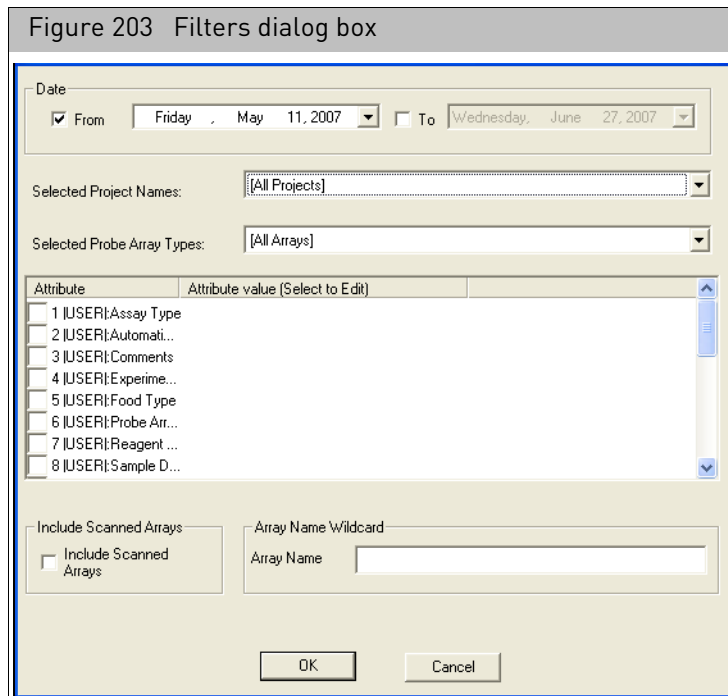 Figure 203 Filters dialog box
Date
From Friday , May 11, 2007 To Wednesday, June 27, 2007
Selected Project Names: [All Projects]
Selected Probe Array Types: [All Arrays]
Attribute Attribute value (Select to Edit)
1 |USER|:Assay Type
2 |USER|:Automati...
3 |USER|:Comments
4 |USER|:Experime...
5 |USER|:Food Type
6 |USER|:Probe Arr...
7 |USER|:Reagent ...
8 |USER|:Sample D...
Include Scanned Arrays
Include Scanned
Arrays
Array Name Wildcard
Array Name
OK Cancel